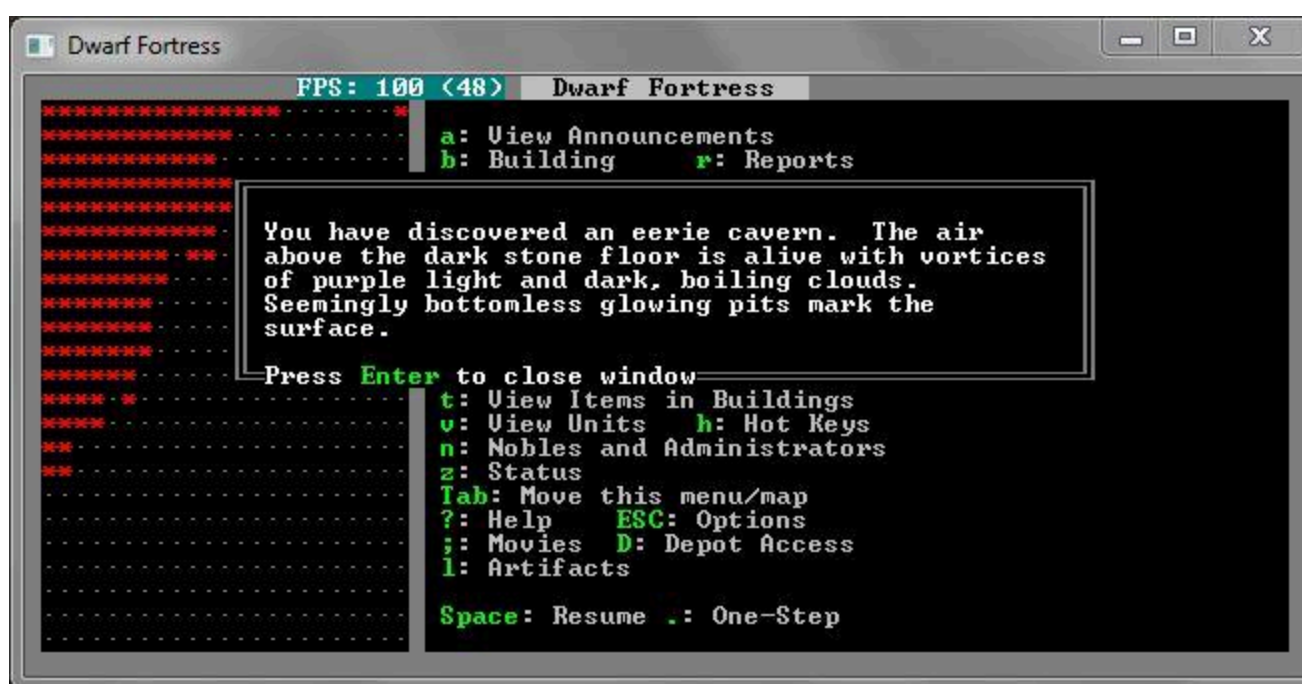 Dwarf Fortress
FPS: 100 (48) Dwarf Fortress
a: View Announcements
b: Building r: Reports
You have discovered an eerie cavern. The air
above the dark stone floor is alive with vortices
of purple light and dark, boiling clouds.
Seemingly bottomless glowing pits mark the
surface.
Press Enter to close window
t: View Items in Buildings
v: View Units h: Hot Keys
n: Nobles and Administrators
z: Status
Tab: Move this menu/map
?: Help ESC: Options
;: Movies D: Depot Access
l: Artifacts
Space: Resume .: One-Step